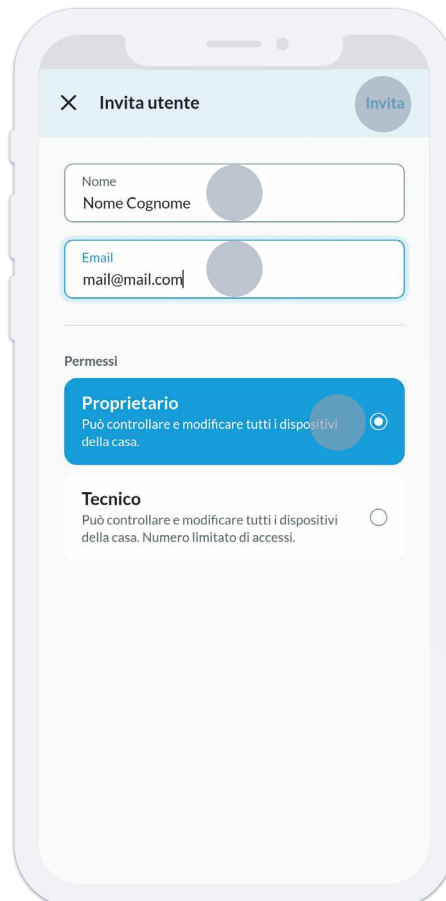 Invita utente
Invita
Nome
Nome Cognome
Email
mail@mail.com
Permessi
Proprietario
Può controllare e modificare tutti i dispositivi
della casa.
Tecnico
Può controllare e modificare tutti i dispositivi
della casa. Numero limitato di accessi.